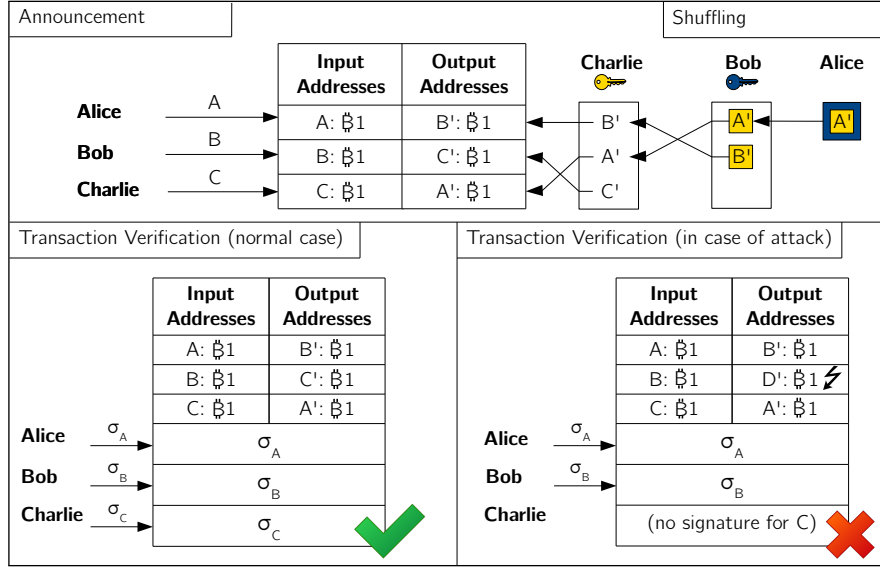 Announcement
Shuffling
Input Addresses
Output Addresses
Charlie
Bob
Alice
Alice
A
A: ₿1
B': ₿1
B'
A'
A'
Bob
B
B: ₿1
C': ₿1
A'
B'
Charlie
C
C: ₿1
A': ₿1
C'
Transaction Verification (normal case)
Input Addresses
Output Addresses
A: ₿1
B': ₿1
B: ₿1
C': ₿1
C: ₿1
A': ₿1
Alice
σA
σA
Bob
σB
σB
Charlie
σC
σC
Transaction Verification (in case of attack)
Input Addresses
Output Addresses
A: ₿1
B': ₿1
B: ₿1
D': ₿1
C: ₿1
A': ₿1
Alice
σA
σA
Bob
σB
σB
Charlie
(no signature for C)